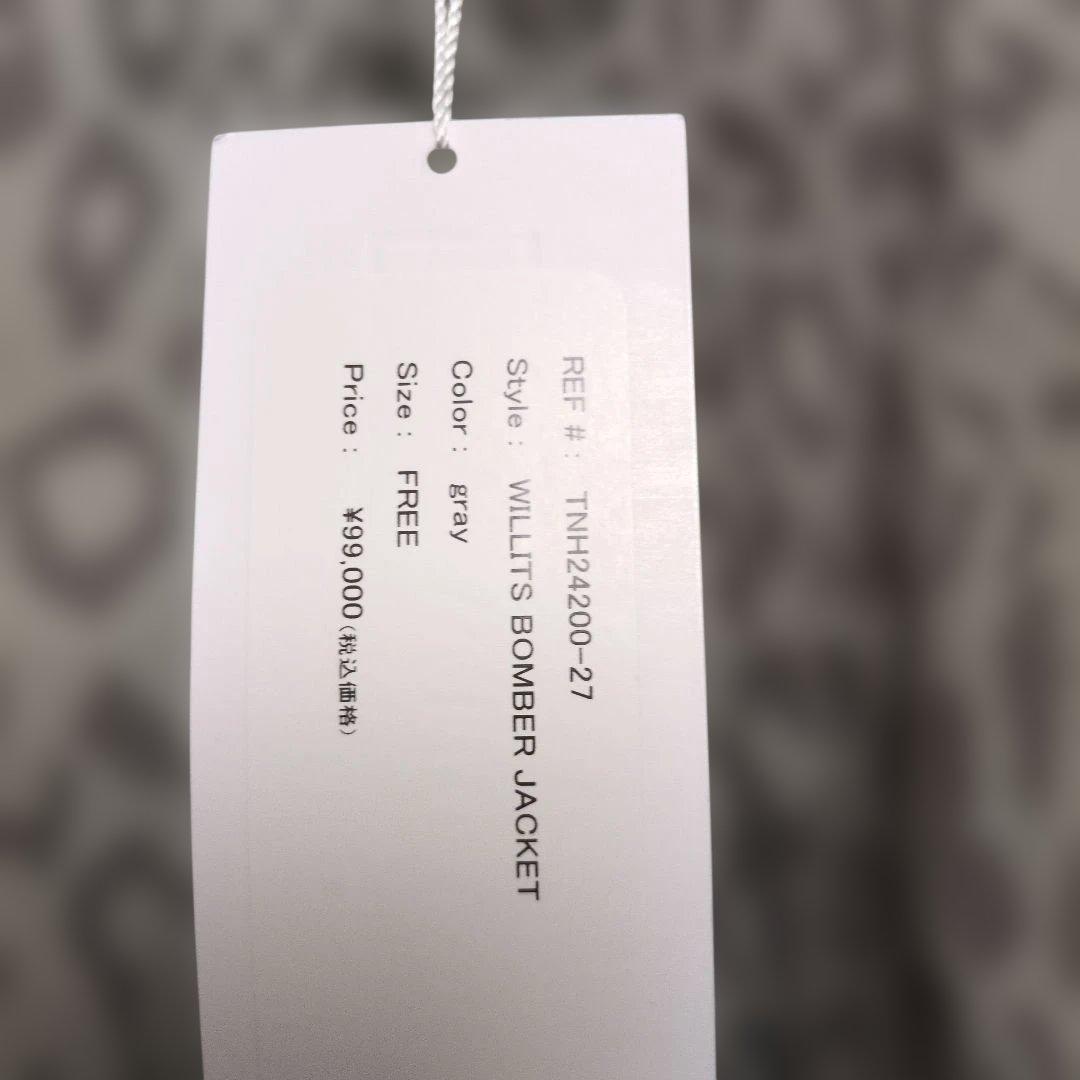 REF #: TNH24200-27
Style: WILLITS BOMBER JACKET
Color: gray
Size: FREE
Price: ¥99,000(税込価格)